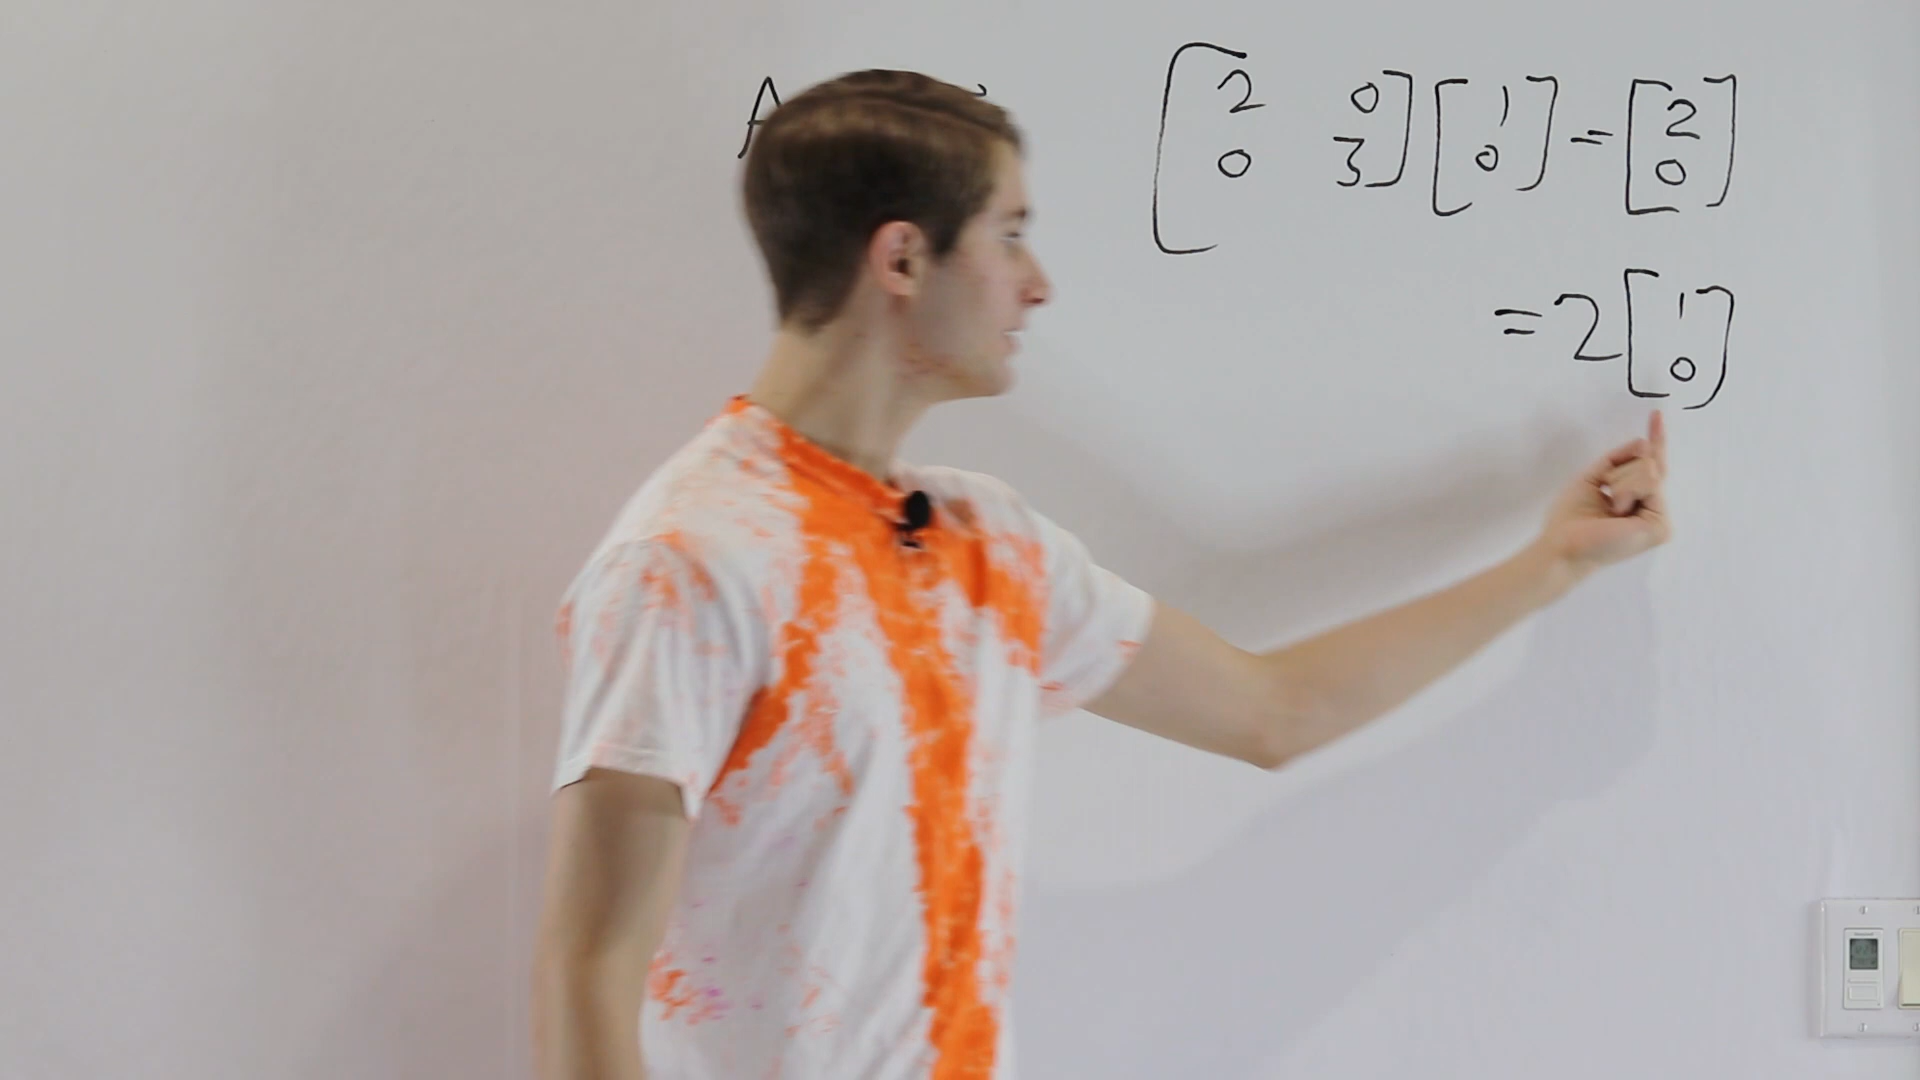 A
[2 0
0 3] [1
0] = [2
0]
= 2 [1
0]